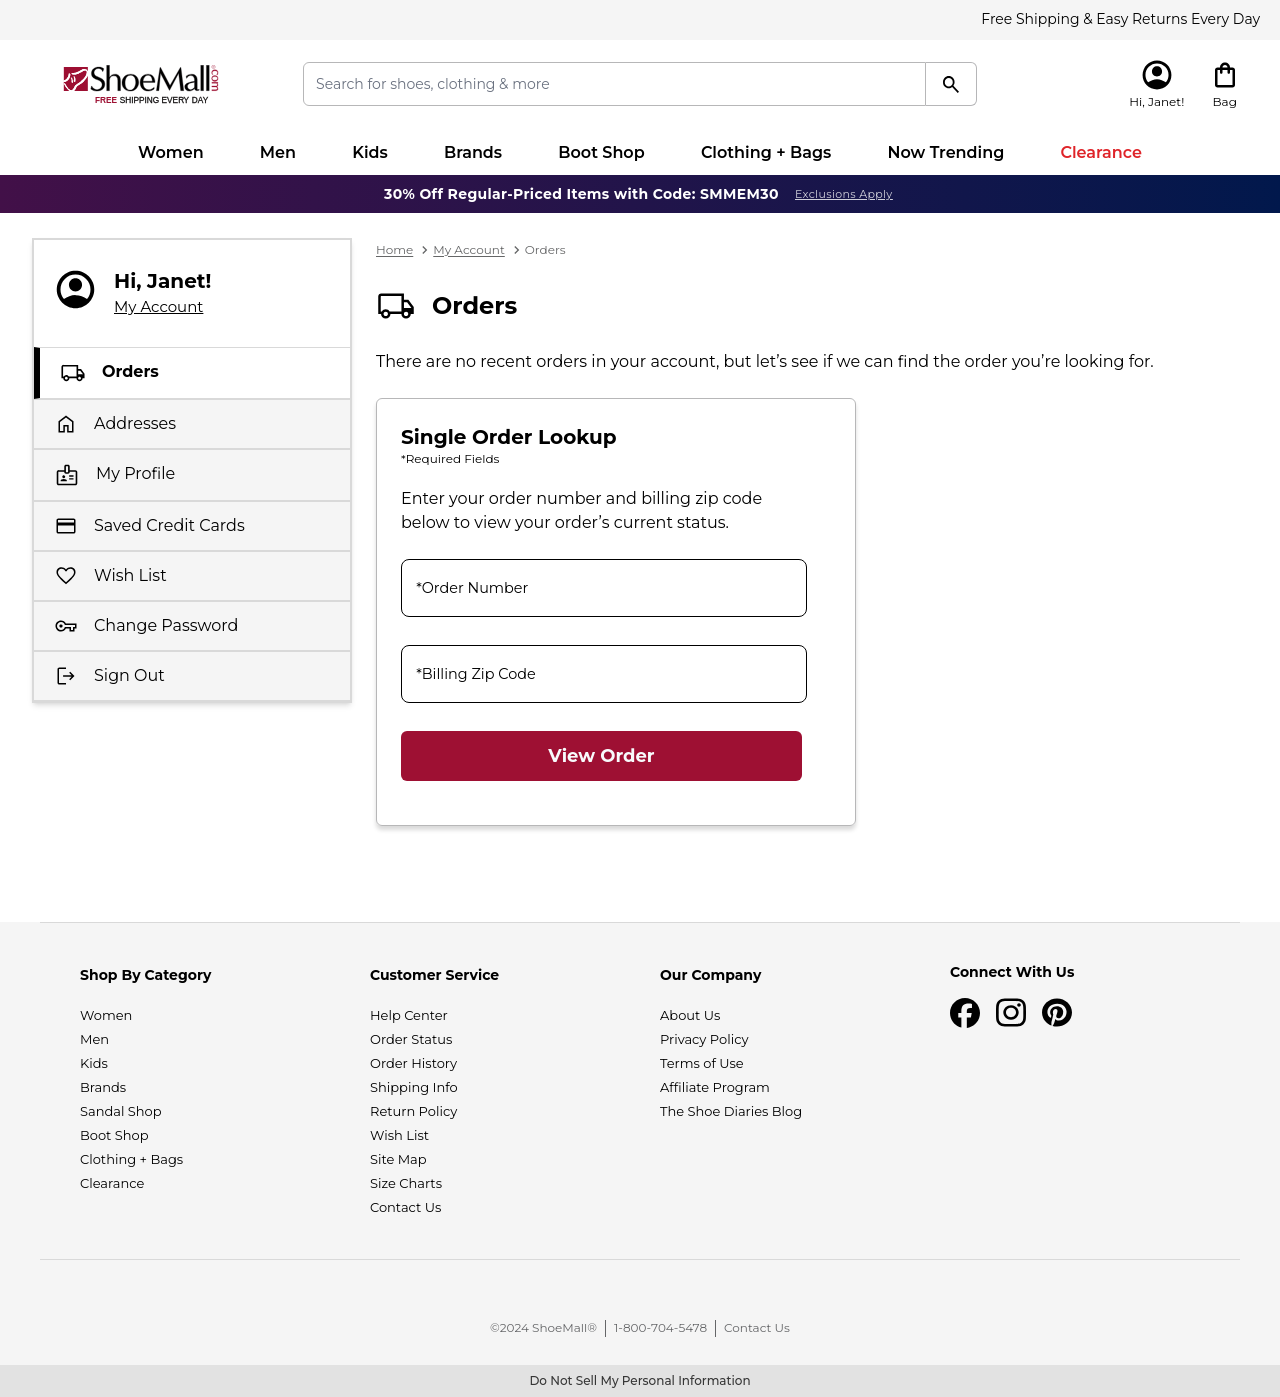 Free Shipping & Easy Returns Every Day
ShoeMall.com
FREE SHIPPING EVERY DAY
Search for shoes, clothing & more
Hi, Janet!
Bag
Women Men Kids Brands Boot Shop Clothing + Bags Now Trending Clearance
30% Off Regular-Priced Items with Code: SMMEM30 Exclusions Apply
Hi, Janet!
My Account
Orders
Addresses
My Profile
Saved Credit Cards
Wish List
Change Password
Sign Out
Home > My Account > Orders
Orders
There are no recent orders in your account, but let’s see if we can find the order you’re looking for.
Single Order Lookup
*Required Fields
Enter your order number and billing zip code
below to view your order’s current status.
*Order Number
*Billing Zip Code
View Order
Shop By Category
Women
Men
Kids
Brands
Sandal Shop
Boot Shop
Clothing + Bags
Clearance
Customer Service
Help Center
Order Status
Order History
Shipping Info
Return Policy
Wish List
Site Map
Size Charts
Contact Us
Our Company
About Us
Privacy Policy
Terms of Use
Affiliate Program
The Shoe Diaries Blog
Connect With Us
©2024 ShoeMall® | 1-800-704-5478 | Contact Us
Do Not Sell My Personal Information